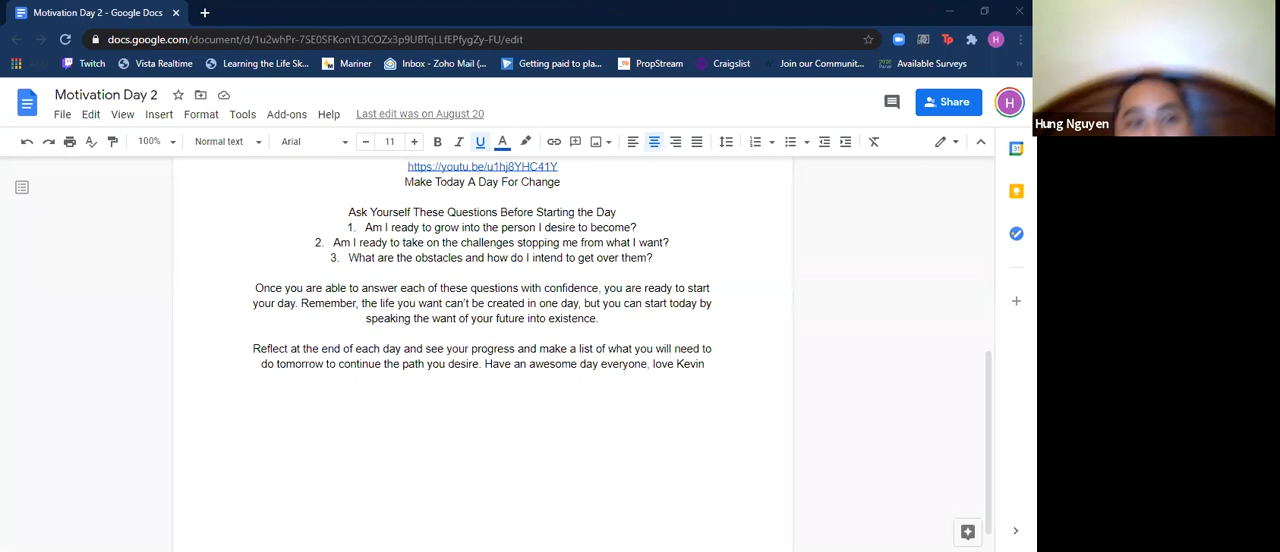 Motivation Day 2 - Google Docs
docs.google.com/document/d/1u2whPr-7SE0SFKonYL3COZx3p9UBTqLLfEPfygZy-FU/edit
Twitch
Vista Realtime
Learning the Life Sk...
Mariner
Inbox - Zoho Mail (...
Getting paid to pla...
PropStream
Craigslist
Join our Communit...
Available Surveys
»
Motivation Day 2
File Edit View Insert Format Tools Add-ons Help Last edit was on August 20
Share
H
Hung Nguyen
100% Normal text Arial 11 B I U A
https://youtu.be/u1hj8YHC41Y
Make Today A Day For Change
Ask Yourself These Questions Before Starting the Day
1. Am I ready to grow into the person I desire to become?
2. Am I ready to take on the challenges stopping me from what I want?
3. What are the obstacles and how do I intend to get over them?
Once you are able to answer each of these questions with confidence, you are ready to start
your day. Remember, the life you want can't be created in one day, but you can start today by
speaking the want of your future into existence.
Reflect at the end of each day and see your progress and make a list of what you will need to
do tomorrow to continue the path you desire. Have an awesome day everyone, love Kevin